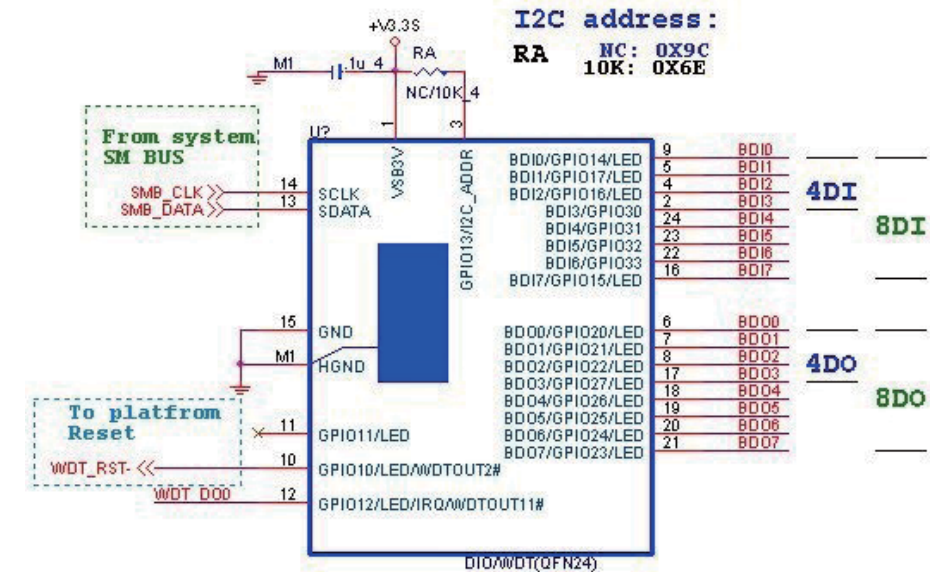 I2C address:
RA NC: 0X9C
10K: 0X6E
+V3.3S
RA
M1 .1u_4
NC/10K_4
From system
SM BUS
SMB_CLK
SMB_DATA
U?
1
3
VSB3V
GPIO13/I2C_ADDR
14 SCLK
13 SDATA
BDI0/GPIO14/LED 9 BDI0
BDI1/GPIO17/LED 5 BDI1
BDI2/GPIO16/LED 4 BDI2
BDI3/GPIO30 2 BDI3
BDI4/GPIO31 24 BDI4
BDI5/GPIO32 23 BDI5
BDI6/GPIO33 22 BDI6
BDI7/GPIO15/LED 16 BDI7
4DI
8DI
15 GND
M1 HGND
BDO0/GPIO20/LED 6 BDO0
BDO1/GPIO21/LED 7 BDO1
BDO2/GPIO22/LED 8 BDO2
BDO3/GPIO27/LED 17 BDO3
BDO4/GPIO26/LED 18 BDO4
BDO5/GPIO25/LED 19 BDO5
BDO6/GPIO24/LED 20 BDO6
BDO7/GPIO23/LED 21 BDO7
4DO
8DO
To platfrom
Reset
11 GPIO11/LED
WDT_RST- 10 GPIO10/LED/WDTOUT2#
WDT_DO0 12 GPIO12/LED/IRQ/WDTOUT11#
DIO/WDT(QFN24)